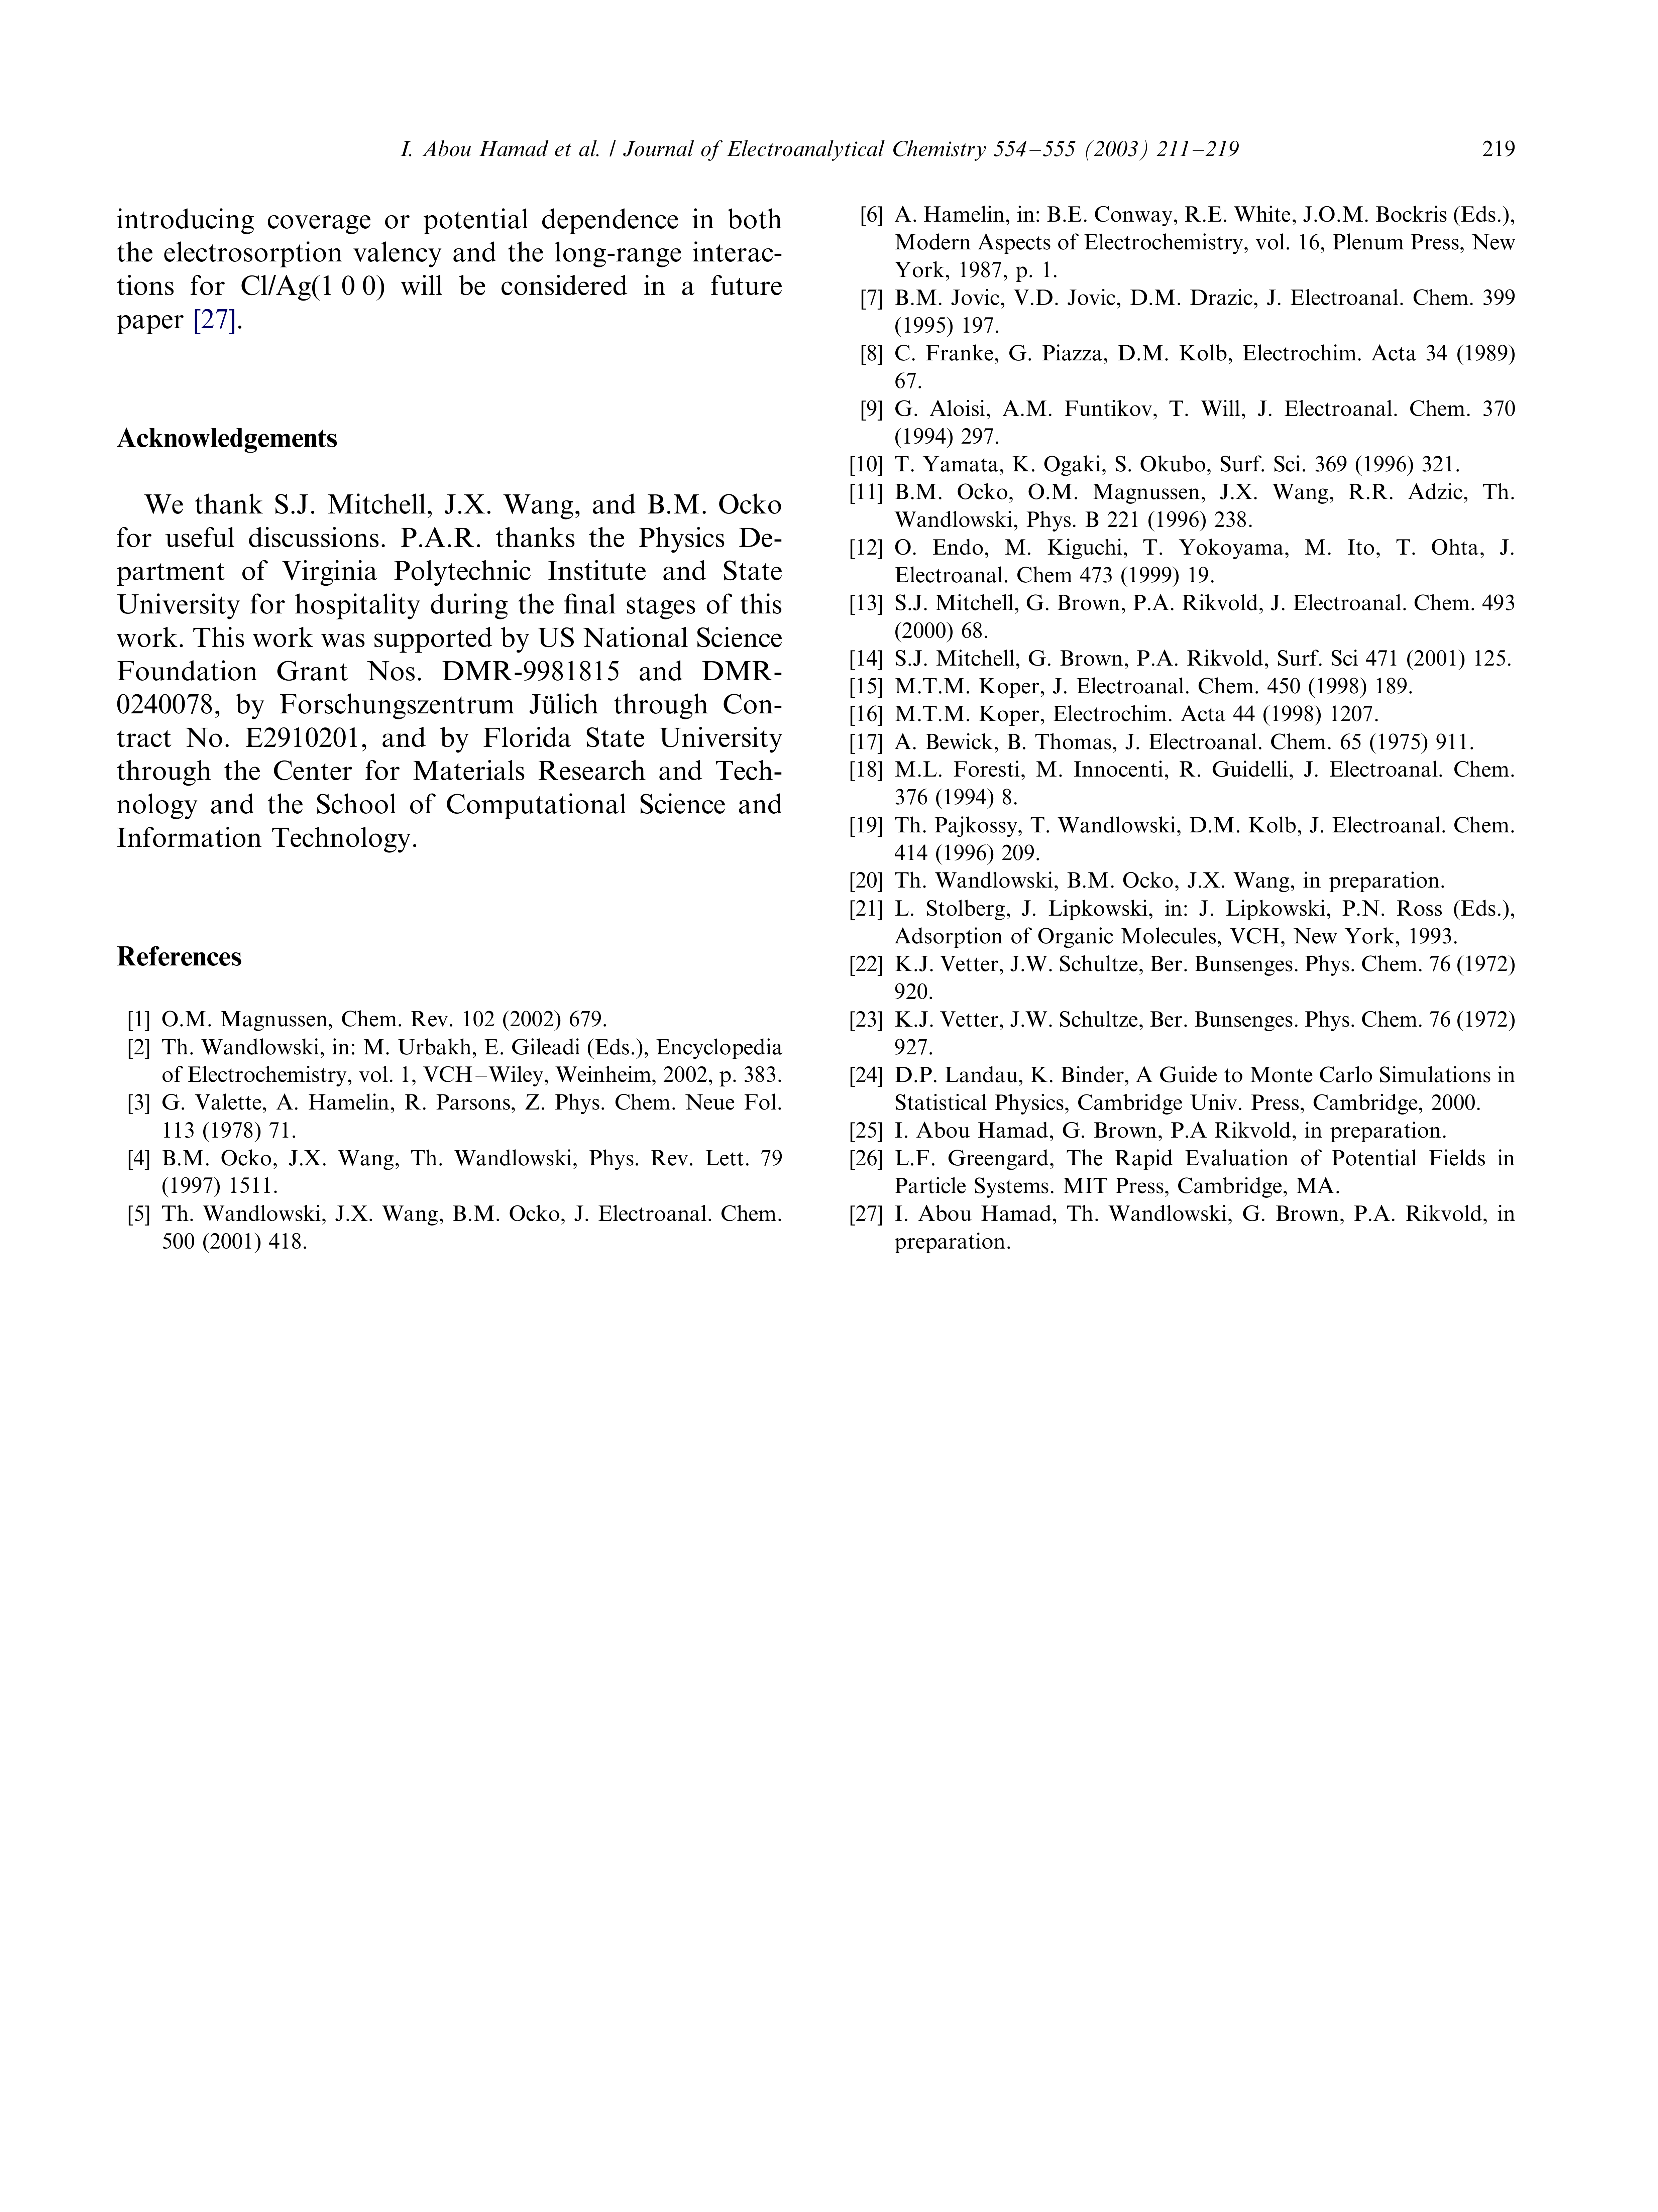 I. Abou Hamad et al. / Journal of Electroanalytical Chemistry 554–555 (2003) 211–219
219
introducing coverage or potential dependence in both
the electrosorption valency and the long-range interac-
tions for Cl/Ag(1 0 0) will be considered in a future
paper [27].
Acknowledgements
We thank S.J. Mitchell, J.X. Wang, and B.M. Ocko
for useful discussions. P.A.R. thanks the Physics De-
partment of Virginia Polytechnic Institute and State
University for hospitality during the final stages of this
work. This work was supported by US National Science
Foundation Grant Nos. DMR-9981815 and DMR-
0240078, by Forschungszentrum Jülich through Con-
tract No. E2910201, and by Florida State University
through the Center for Materials Research and Tech-
nology and the School of Computational Science and
Information Technology.
References
[1] O.M. Magnussen, Chem. Rev. 102 (2002) 679.
[2] Th. Wandlowski, in: M. Urbakh, E. Gileadi (Eds.), Encyclopedia
of Electrochemistry, vol. 1, VCH–Wiley, Weinheim, 2002, p. 383.
[3] G. Valette, A. Hamelin, R. Parsons, Z. Phys. Chem. Neue Fol.
113 (1978) 71.
[4] B.M. Ocko, J.X. Wang, Th. Wandlowski, Phys. Rev. Lett. 79
(1997) 1511.
[5] Th. Wandlowski, J.X. Wang, B.M. Ocko, J. Electroanal. Chem.
500 (2001) 418.
[6] A. Hamelin, in: B.E. Conway, R.E. White, J.O.M. Bockris (Eds.),
Modern Aspects of Electrochemistry, vol. 16, Plenum Press, New
York, 1987, p. 1.
[7] B.M. Jovic, V.D. Jovic, D.M. Drazic, J. Electroanal. Chem. 399
(1995) 197.
[8] C. Franke, G. Piazza, D.M. Kolb, Electrochim. Acta 34 (1989)
67.
[9] G. Aloisi, A.M. Funtikov, T. Will, J. Electroanal. Chem. 370
(1994) 297.
[10] T. Yamata, K. Ogaki, S. Okubo, Surf. Sci. 369 (1996) 321.
[11] B.M. Ocko, O.M. Magnussen, J.X. Wang, R.R. Adzic, Th.
Wandlowski, Phys. B 221 (1996) 238.
[12] O. Endo, M. Kiguchi, T. Yokoyama, M. Ito, T. Ohta, J.
Electroanal. Chem 473 (1999) 19.
[13] S.J. Mitchell, G. Brown, P.A. Rikvold, J. Electroanal. Chem. 493
(2000) 68.
[14] S.J. Mitchell, G. Brown, P.A. Rikvold, Surf. Sci 471 (2001) 125.
[15] M.T.M. Koper, J. Electroanal. Chem. 450 (1998) 189.
[16] M.T.M. Koper, Electrochim. Acta 44 (1998) 1207.
[17] A. Bewick, B. Thomas, J. Electroanal. Chem. 65 (1975) 911.
[18] M.L. Foresti, M. Innocenti, R. Guidelli, J. Electroanal. Chem.
376 (1994) 8.
[19] Th. Pajkossy, T. Wandlowski, D.M. Kolb, J. Electroanal. Chem.
414 (1996) 209.
[20] Th. Wandlowski, B.M. Ocko, J.X. Wang, in preparation.
[21] L. Stolberg, J. Lipkowski, in: J. Lipkowski, P.N. Ross (Eds.),
Adsorption of Organic Molecules, VCH, New York, 1993.
[22] K.J. Vetter, J.W. Schultze, Ber. Bunsenges. Phys. Chem. 76 (1972)
920.
[23] K.J. Vetter, J.W. Schultze, Ber. Bunsenges. Phys. Chem. 76 (1972)
927.
[24] D.P. Landau, K. Binder, A Guide to Monte Carlo Simulations in
Statistical Physics, Cambridge Univ. Press, Cambridge, 2000.
[25] I. Abou Hamad, G. Brown, P.A Rikvold, in preparation.
[26] L.F. Greengard, The Rapid Evaluation of Potential Fields in
Particle Systems. MIT Press, Cambridge, MA.
[27] I. Abou Hamad, Th. Wandlowski, G. Brown, P.A. Rikvold, in
preparation.